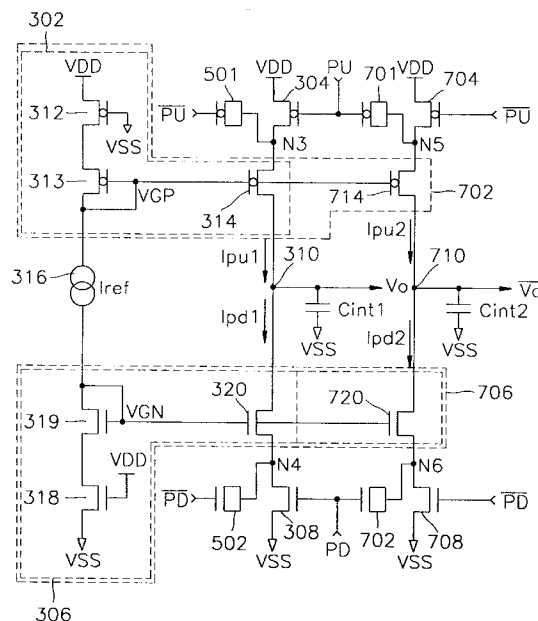 302
VDD
501
VDD
304
PU
701
VDD
704
312
PU
PU
VSS
N3
N5
313
VGP
314
714
702
316
Iref
Ipu1
310
Ipu2
710
Vo
Vo
Cint1
Cint2
Ipd1
Ipd2
VSS
VSS
706
319
VGN
320
720
VDD
318
N4
N6
PD
PD
502
308
PD
702
708
VSS
VSS
VSS
306